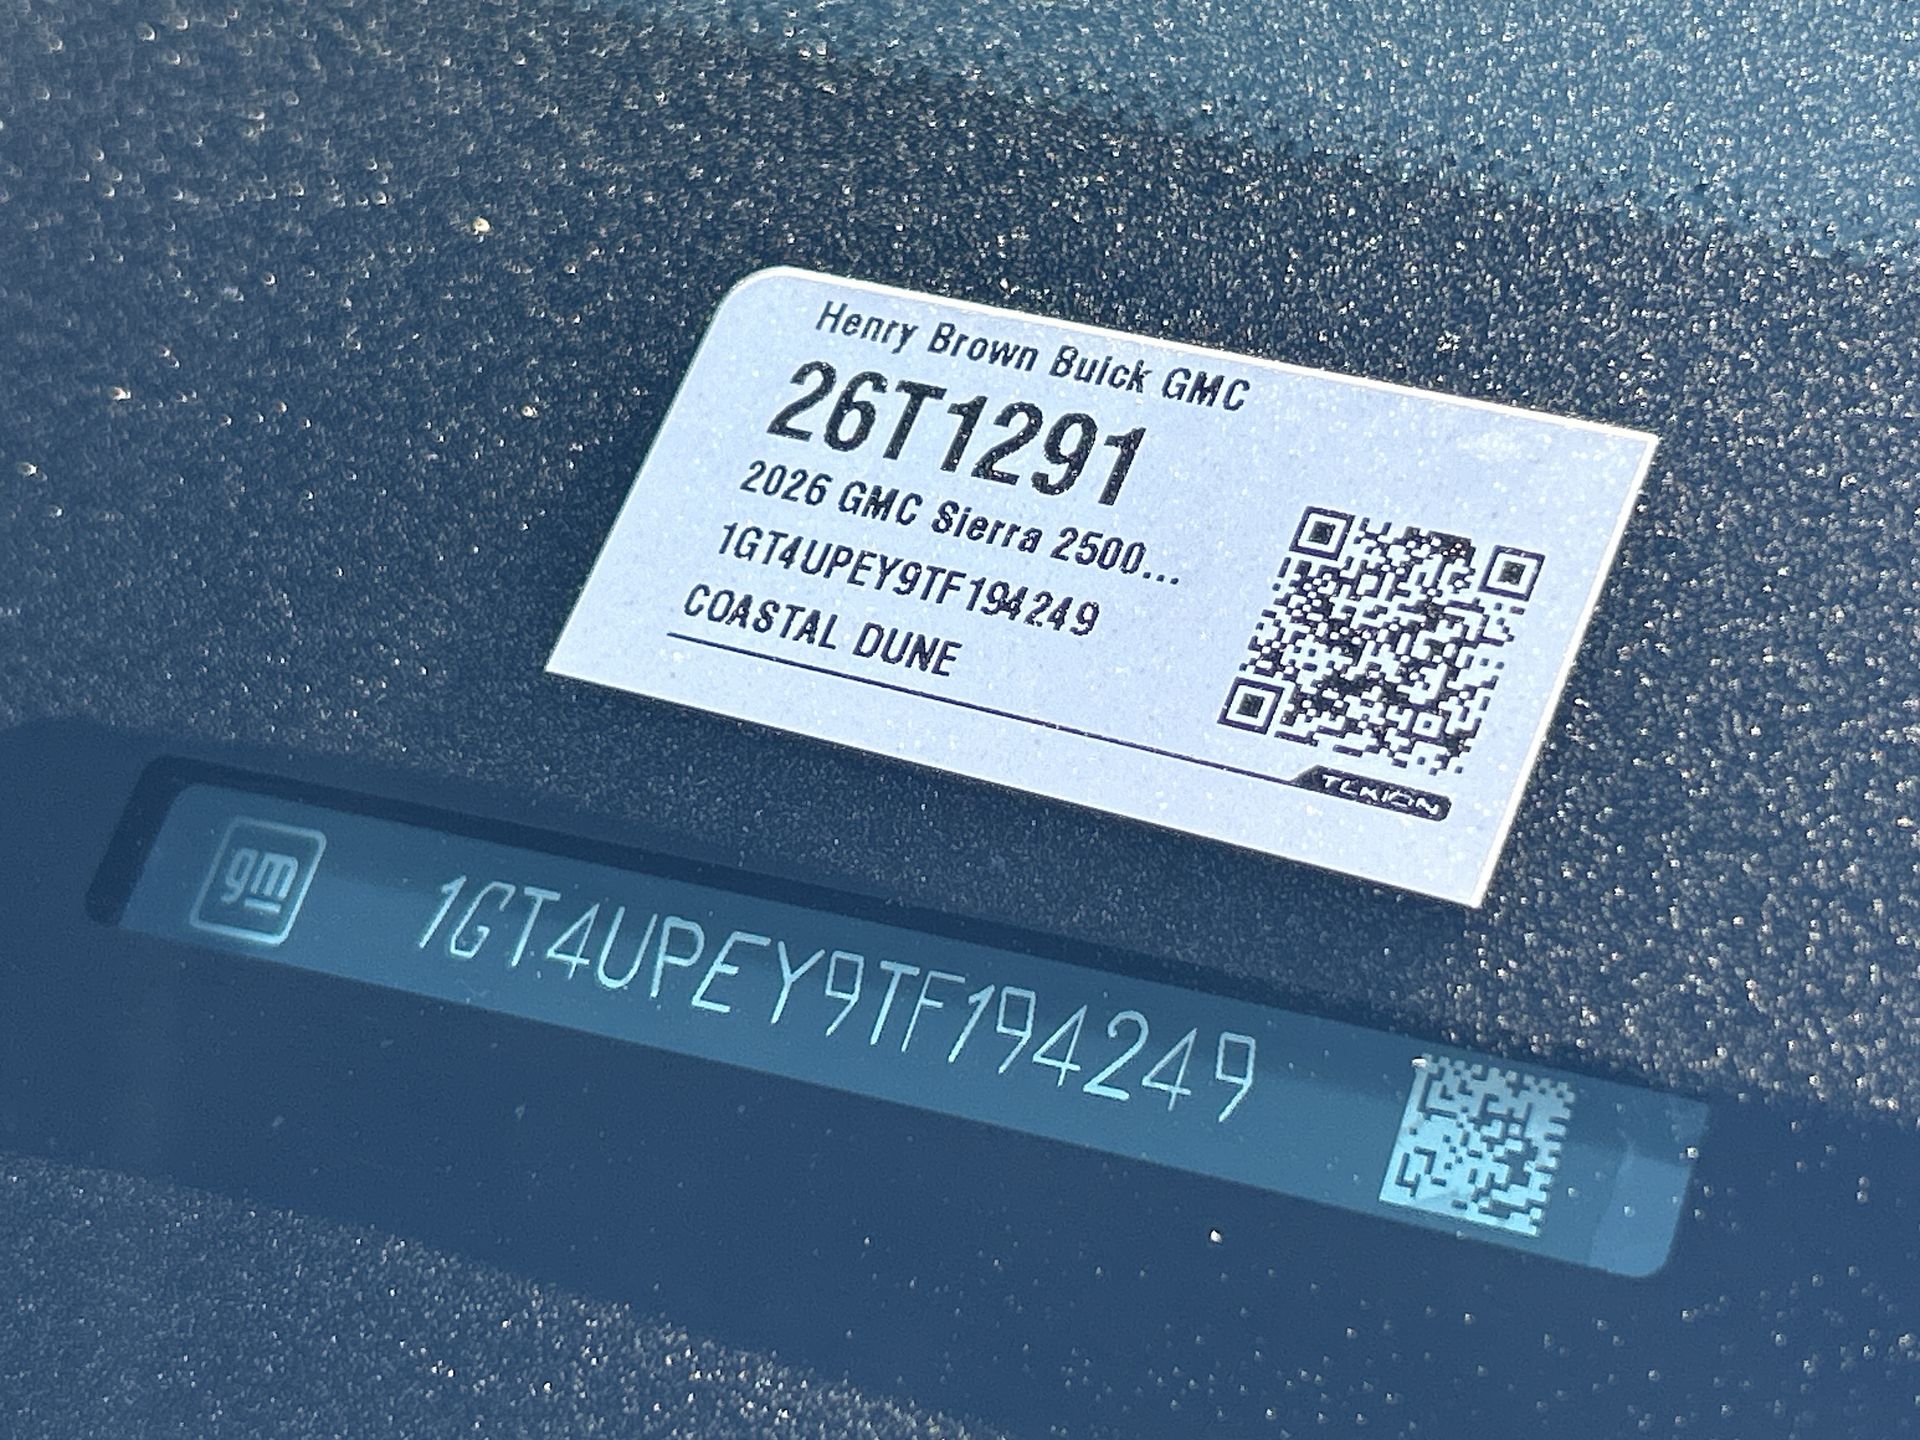 Henry Brown Buick GMC
26T1291
2026 GMC Sierra 2500...
1GT4UPEY9TF194249
COASTAL DUNE
TEKION
gm
1GT4UPEY9TF194249